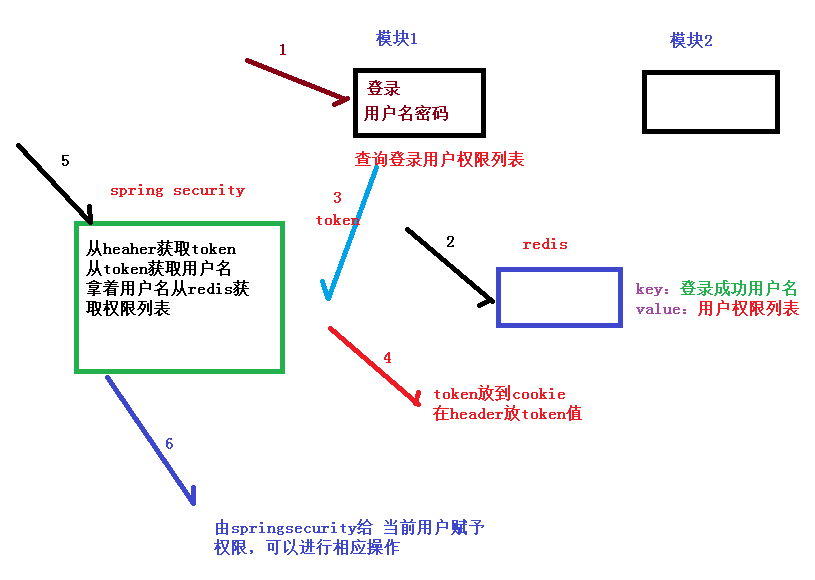 模块1
模块2
1
登录
用户名密码
查询登录用户权限列表
5
spring security
3
token
2
redis
从heaher获取token
从token获取用户名
拿着用户名从redis获
取权限列表
key: 登录成功用户名
value: 用户权限列表
4
token放到cookie
在header放token值
6
由springsecurity给 当前用户赋予
权限，可以进行相应操作